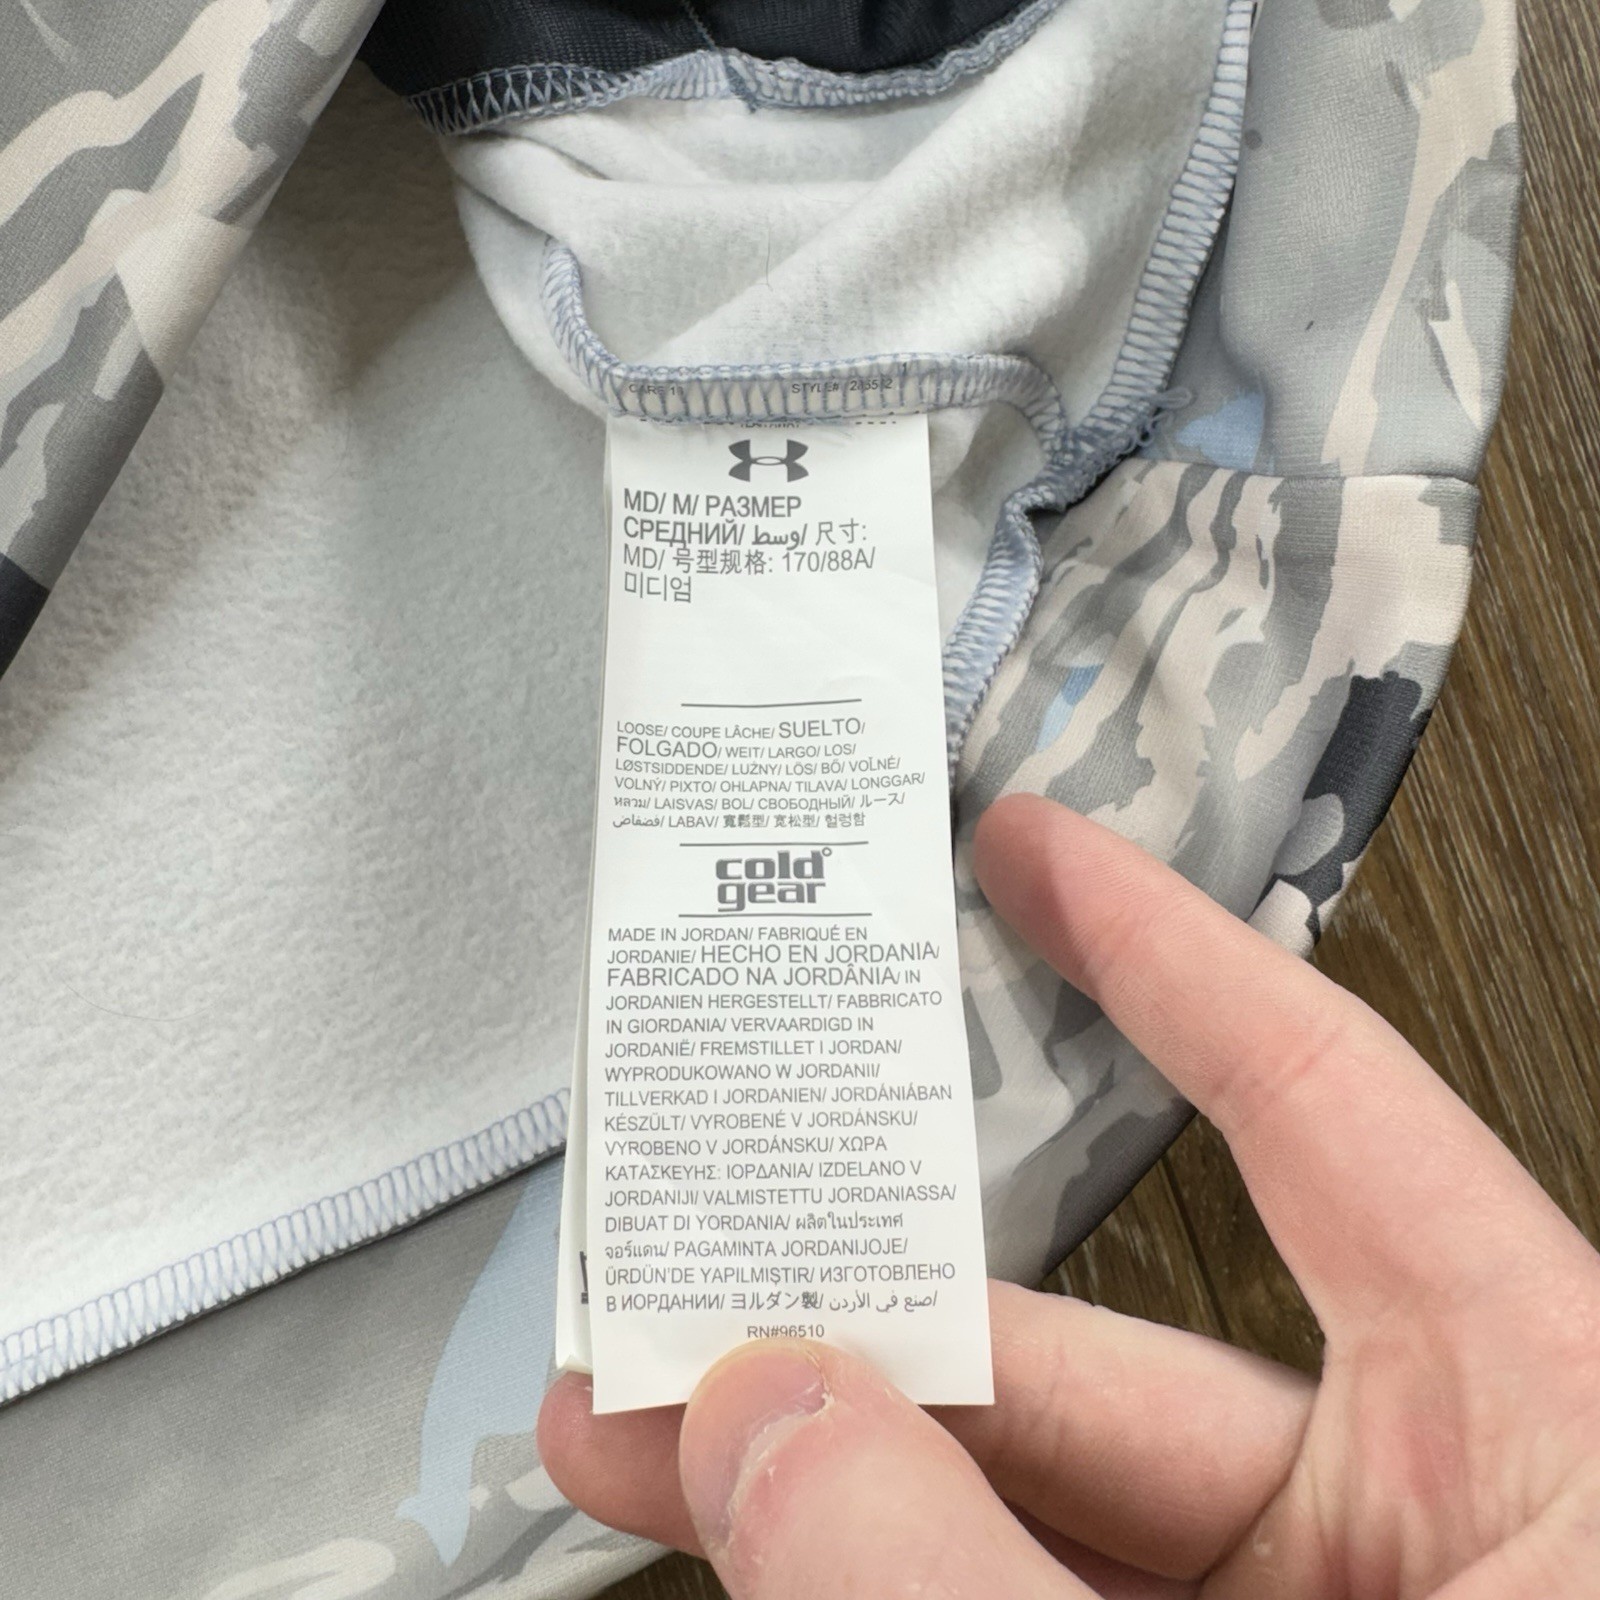 CARE 1
STYLE#
MD/ M/ РАЗМЕР
СРЕДНИЙ/ وسط/ 尺寸:
MD/ 号型规格: 170/88A/
미디엄
LOOSE/ COUPE LÂCHE/ SUELTO/
FOLGADO/ WEIT/ LARGO/ LOS/
LØSTSIDDENDE/ LUŹNY/ LÖS/ BŐ/ VOĽNÉ/
VOLNÝ/ ΡΙΧΤΟ/ OHLAPNA/ TILAVA/ LONGGAR/
หลวม/ LAISVAS/ BOL/ СВОБОДНЫЙ/ ルース/
فضفاض/ LABAV/ 寬鬆型/ 宽松型/ 헐렁함
cold°
gear
MADE IN JORDAN/ FABRIQUÉ EN
JORDANIE/ HECHO EN JORDANIA/
FABRICADO NA JORDÂNIA/ IN
JORDANIEN HERGESTELLT/ FABBRICATO
IN GIORDANIA/ VERVAARDIGD IN
JORDANIË/ FREMSTILLET I JORDAN/
WYPRODUKOWANO W JORDANII/
TILLVERKAD I JORDANIEN/ JORDÁNIÁBAN
KÉSZÜLT/ VYROBENÉ V JORDÁNSKU/
VYROBENO V JORDÁNSKU/ ΧΩΡΑ
ΚΑΤΑΣΚΕΥΗΣ: ΙΟΡΔΑΝΙΑ/ IZDELANO V
JORDANIJI/ VALMISTETTU JORDANIASSA/
DIBUAT DI YORDANIA/ ผลิตในประเทศ
จอร์แดน/ PAGAMINTA JORDANIJOJE/
ÜRDÜN'DE YAPILMIŞTIR/ ИЗГОТОВЛЕНО
В ИОРДАНИИ/ ヨルダン製/ صنع في الأردن/
RN#96510